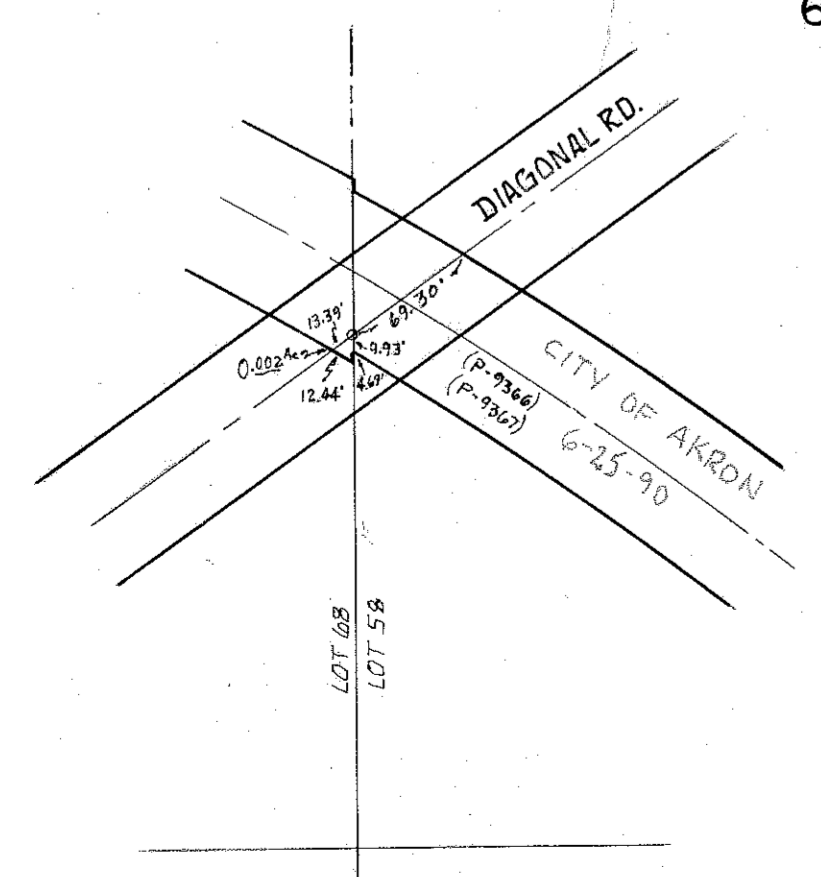 6
DIAGONAL RD.
69.30'
13.39'
9.93'
0.002 Ac
12.44'
4.69'
(P-9366)
(P-9367)
CITY OF AKRON
6-25-90
LOT 68
LOT 58